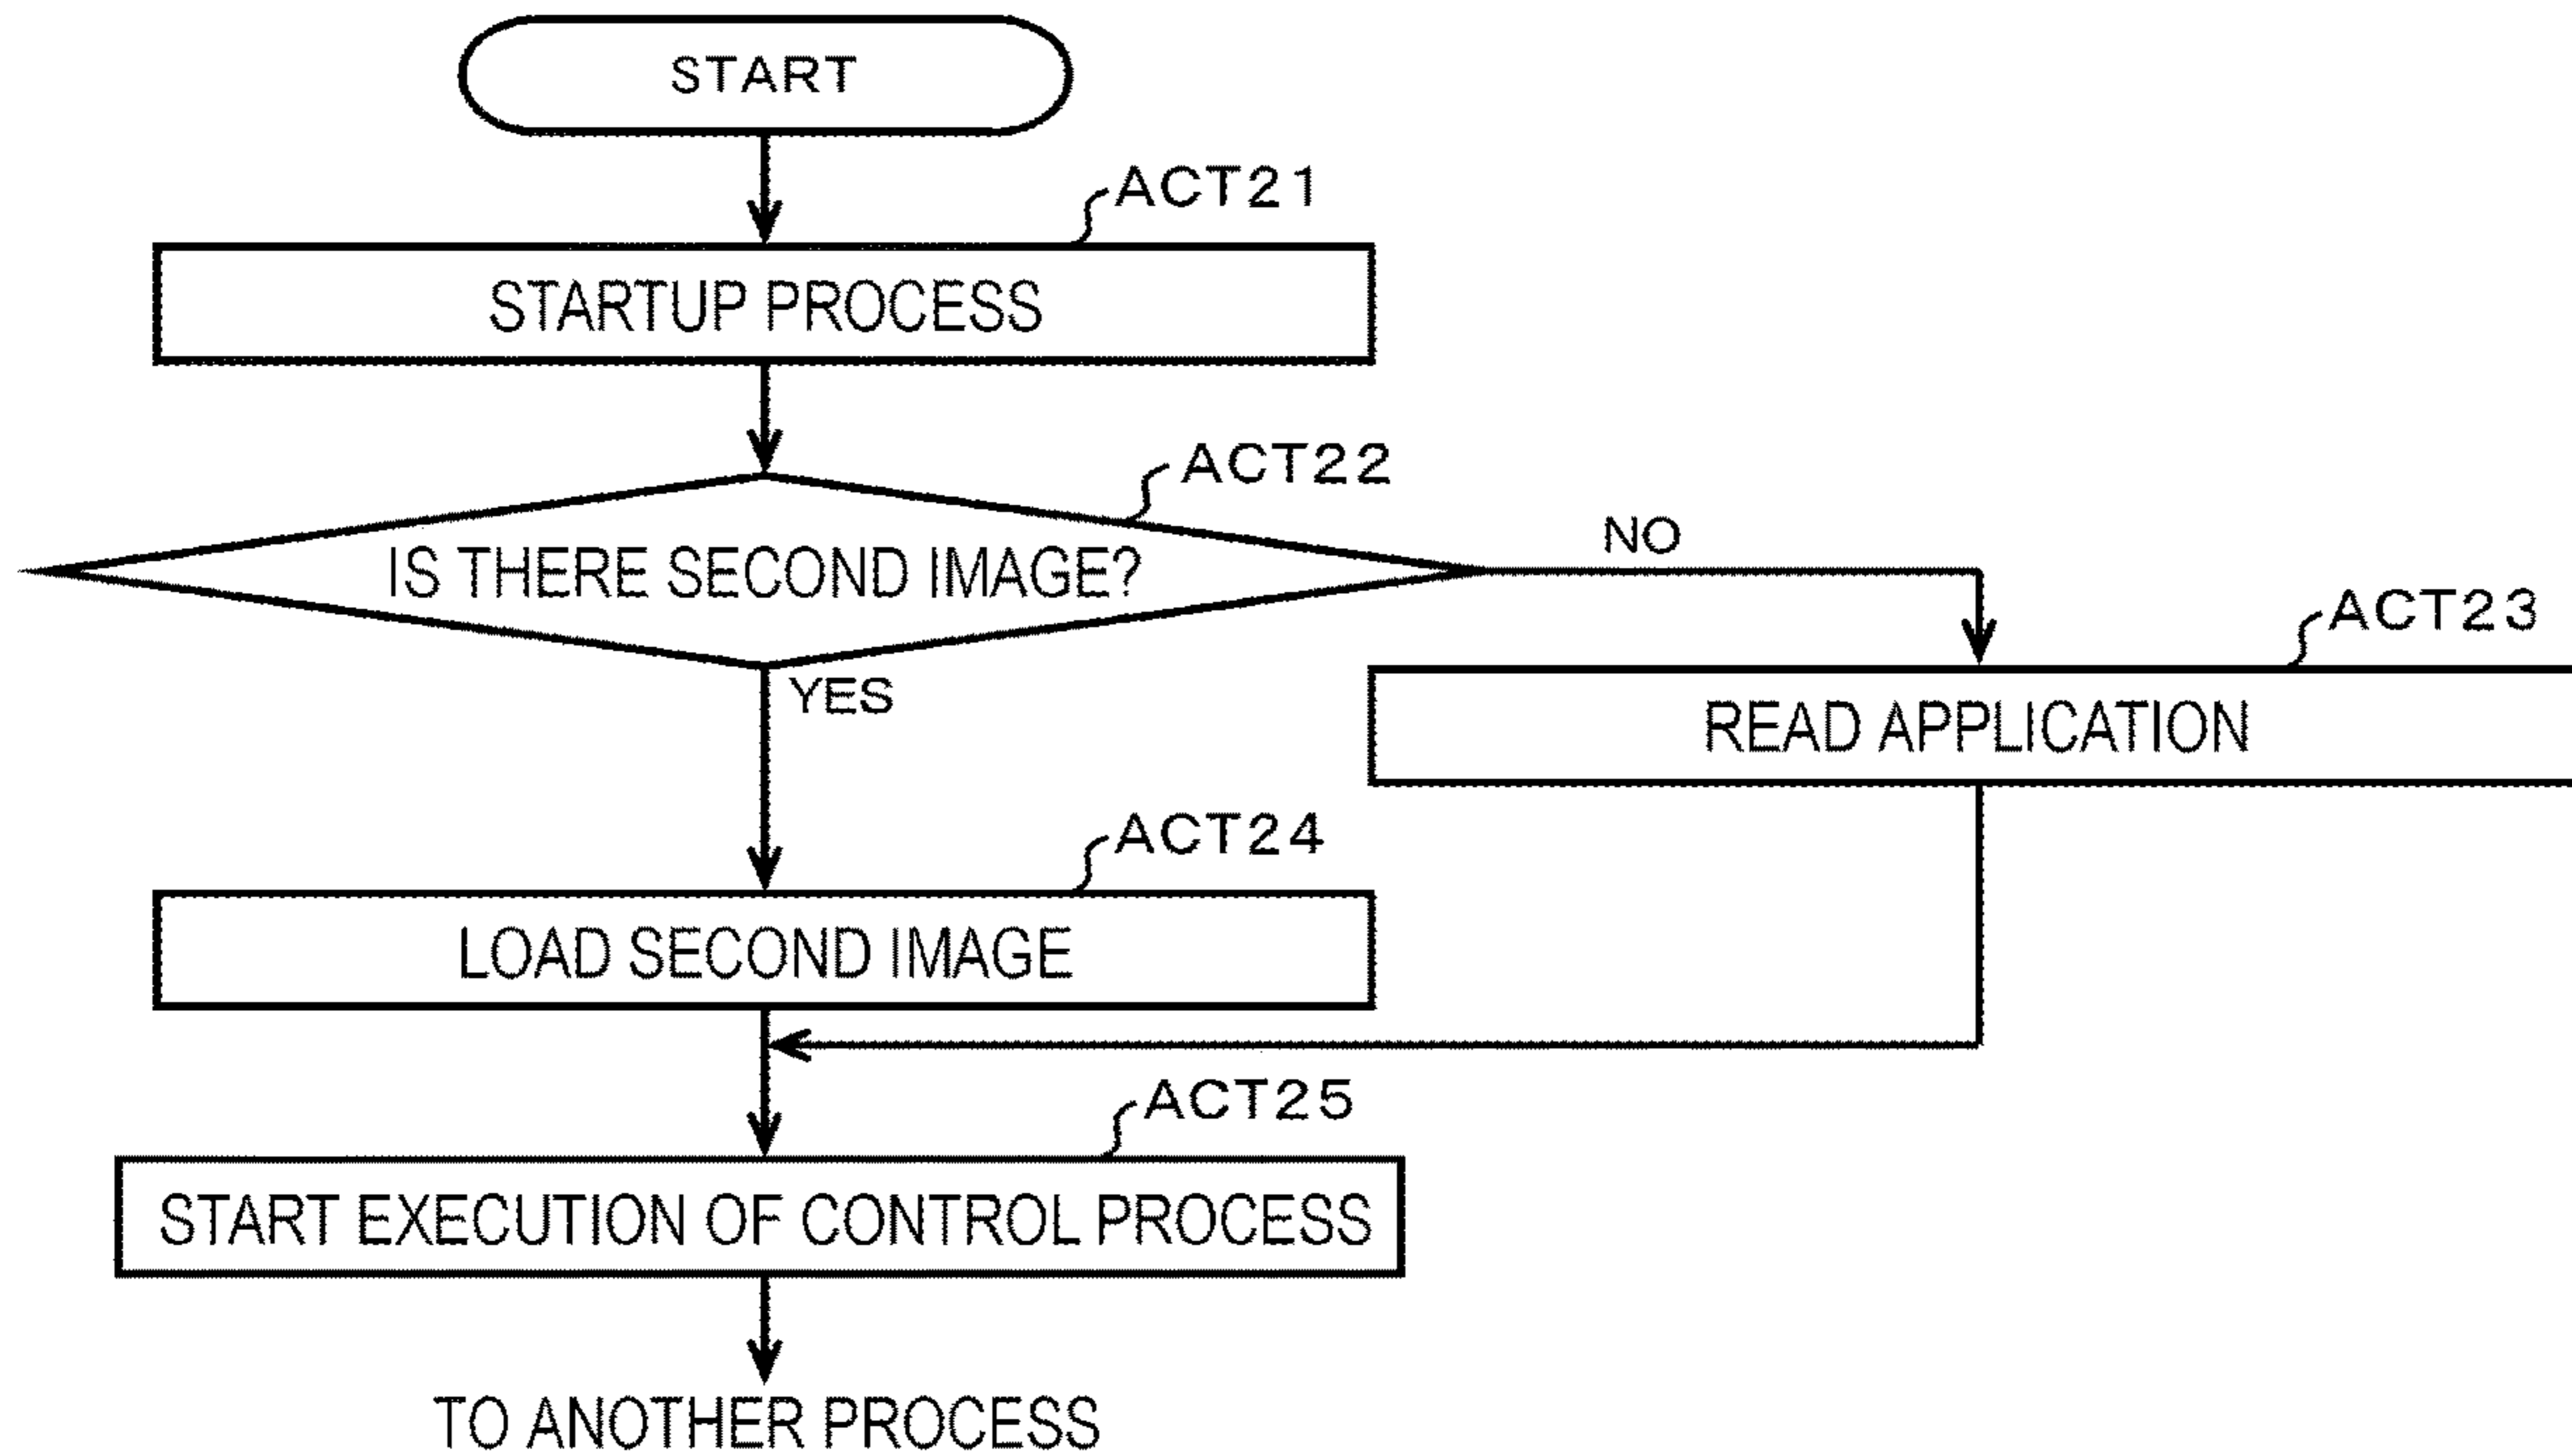 START
ACT21
STARTUP PROCESS
ACT22
IS THERE SECOND IMAGE?
NO
YES
ACT23
READ APPLICATION
ACT24
LOAD SECOND IMAGE
ACT25
START EXECUTION OF CONTROL PROCESS
TO ANOTHER PROCESS